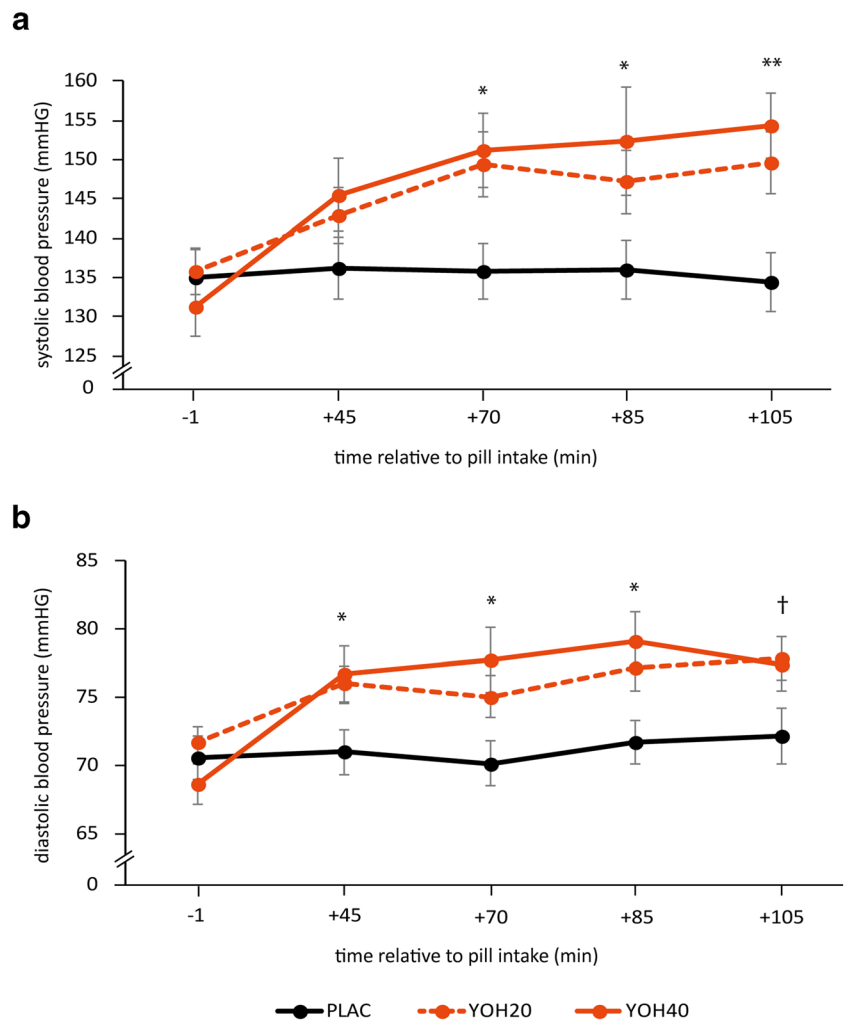 a
systolic blood pressure (mmHG)
160
155
150
145
140
135
130
125
0
* * **
-1 +45 +70 +85 +105
time relative to pill intake (min)
b
diastolic blood pressure (mmHG)
85
80
75
70
65
0
* * * †
-1 +45 +70 +85 +105
time relative to pill intake (min)
PLAC YOH20 YOH40